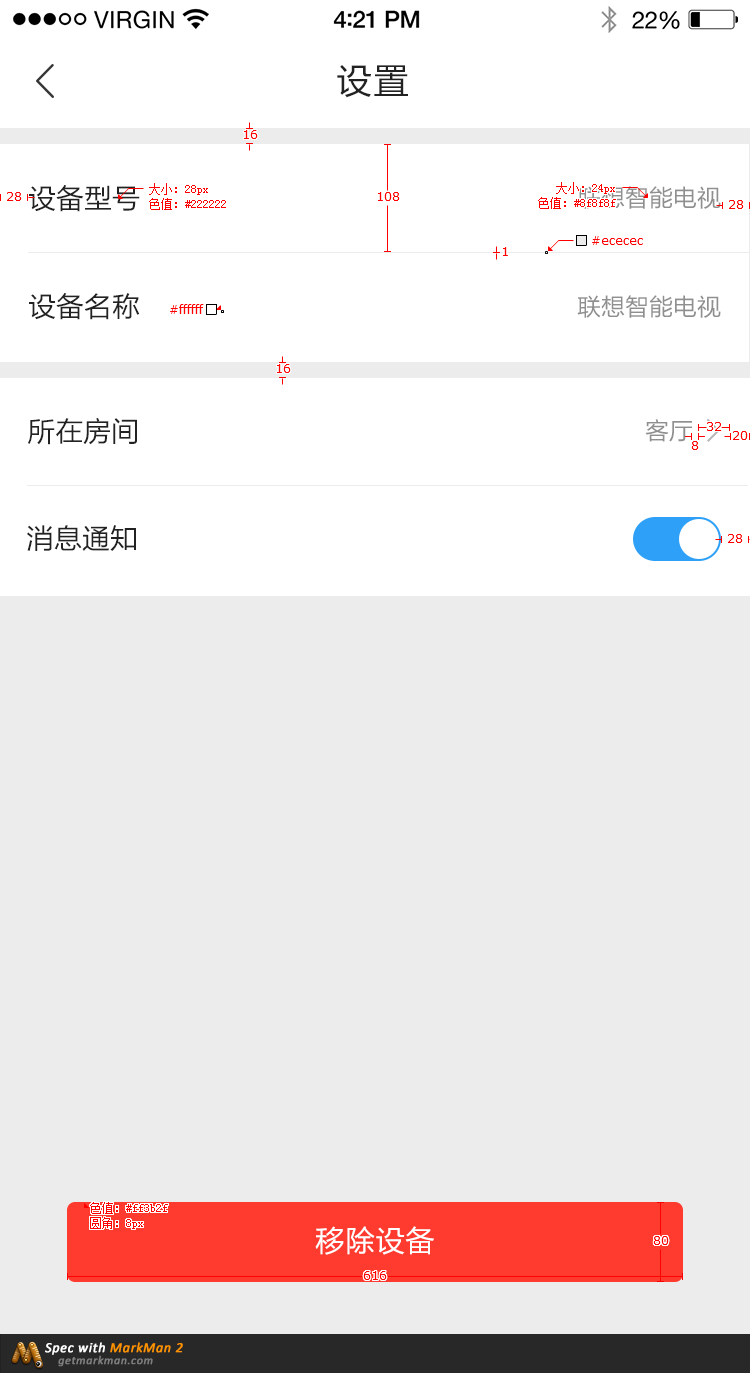 VIRGIN 4:21 PM 22%
设置
16
28 设备型号 大小: 28px 色值: #222222 108 大小: 24px 色值: #8f8f8f 联想智能电视 28
1 #ececec
设备名称 #ffffff 联想智能电视
16
所在房间 客厅 32 8 20
消息通知 28
色值: #ff3b2f
圆角: 8px
移除设备 80
616
Spec with MarkMan 2
getmarkman.com